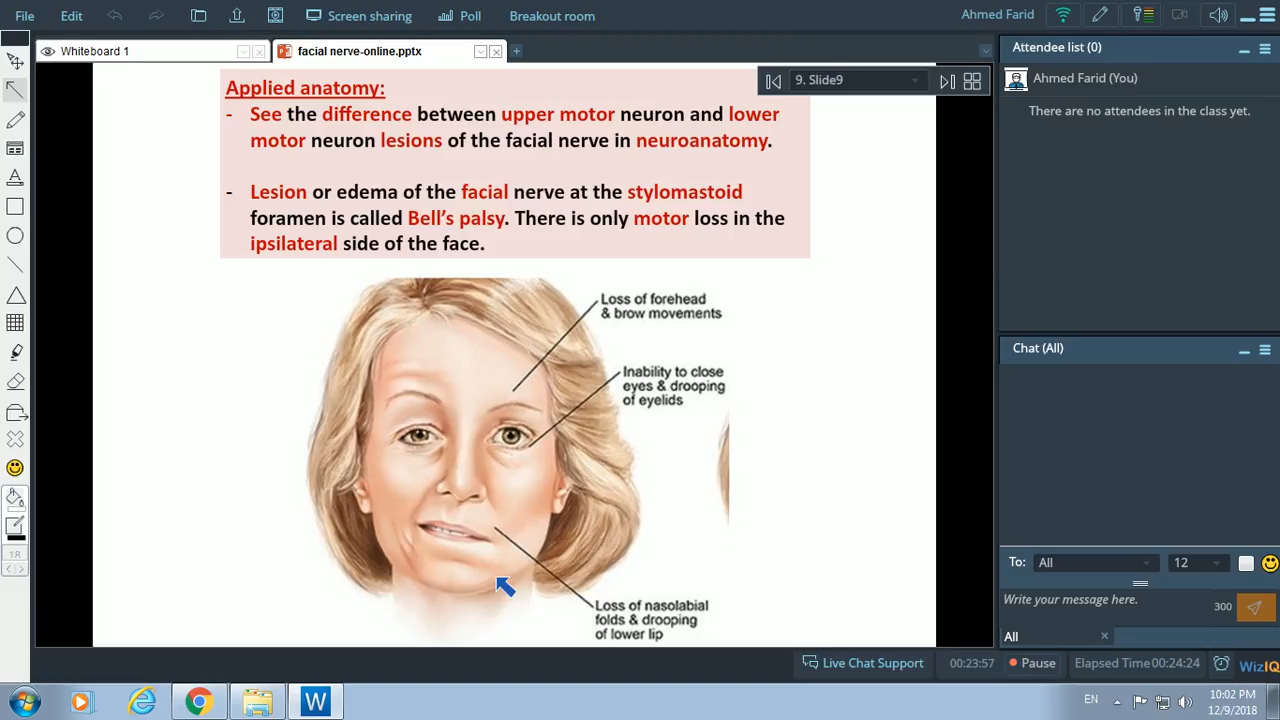 File Edit Screen sharing Poll Breakout room Ahmed Farid
Whiteboard 1 facial nerve-online.pptx
Attendee list (0)
9. Slide9
Ahmed Farid (You)
There are no attendees in the class yet.
Applied anatomy:
- See the difference between upper motor neuron and lower
motor neuron lesions of the facial nerve in neuroanatomy.
- Lesion or edema of the facial nerve at the stylomastoid
foramen is called Bell's palsy. There is only motor loss in the
ipsilateral side of the face.
Loss of forehead
& brow movements
Inability to close
eyes & drooping
of eyelids
Loss of nasolabial
folds & drooping
of lower lip
Chat (All)
To: All 12
Write your message here.
300
All
18
Live Chat Support 00:23:57 Pause Elapsed Time 00:24:24 WizIQ
W
EN
10:02 PM
12/9/2018